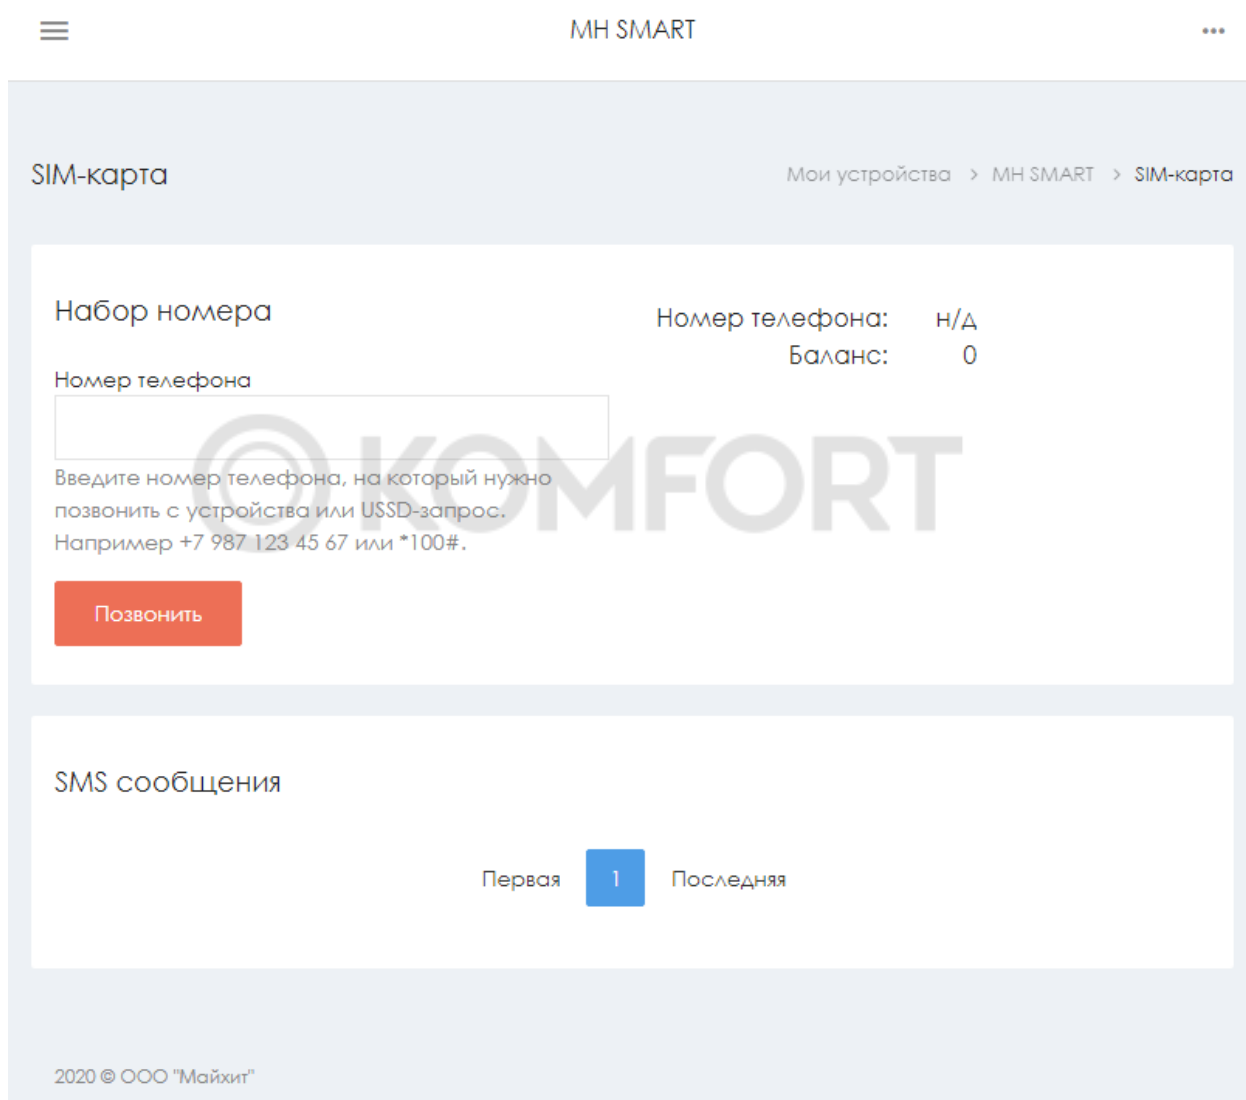 MH SMART
SIM-карта
Мои устройства > MH SMART > SIM-карта
Набор номера
Номер телефона: н/д
Баланс: 0
Номер телефона
Введите номер телефона, на который нужно
позвонить с устройства или USSD-запрос.
Например +7 987 123 45 67 или *100#.
KOMFORT
Позвонить
SMS сообщения
Первая 1 Последняя
2020 © ООО "Майхит"